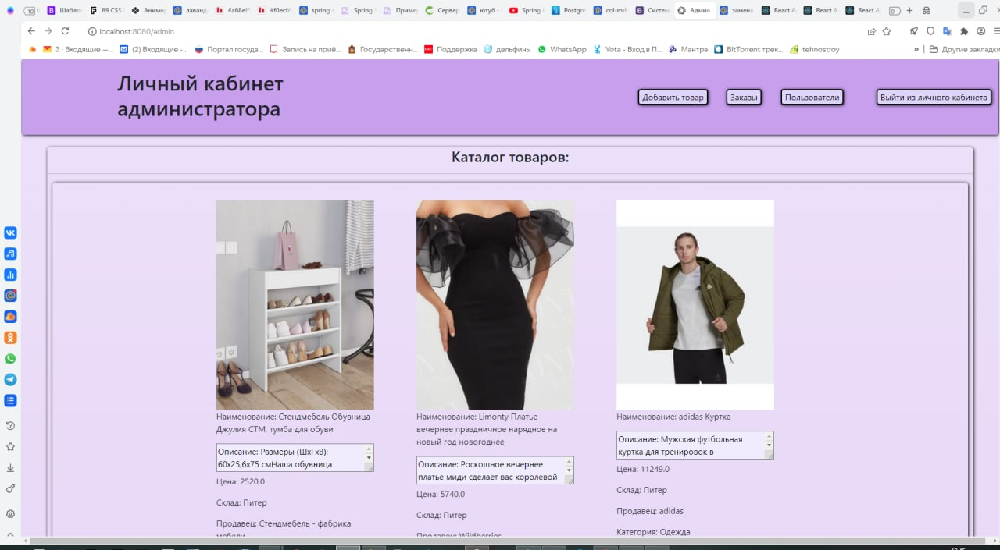 10
Шаблон
89 CSS
Аними
лаванд
#a68ef
#f0ecfd
spring
Spring
Пример
Сервер
ютуб -
Spring
Postgre
col-md-
Систем
Админ
замена
React A
React A
React A
localhost:8080/admin
3 · Входящие —...
(2) Входящие -...
Портал госуда...
Запись на приё...
Государственн...
Поддержка
дельфины
WhatsApp
Yota - Вход в П...
Мантра
BitTorrent трек...
tehnostroy
»
Другие закладки
Личный кабинет
администратора
Добавить товар
Заказы
Пользователи
Выйти из личного кабинета
Каталог товаров:
Наименование: Стендмебель Обувница
Джулия СТМ, тумба для обуви
Описание: Размеры (ШхГхВ):
60х25,6х75 смНаша обувница
Цена: 2520.0
Склад: Питер
Продавец: Стендмебель - фабрика
мебели
Наименование: Limonty Платье
вечернее праздничное нарядное на
новый год новогоднее
Описание: Роскошное вечернее
платье миди сделает вас королевой
Цена: 5740.0
Склад: Питер
Продавец: Wildberries
Наименование: adidas Куртка
Описание: Мужская футбольная
куртка для тренировок в
Цена: 11249.0
Склад: Питер
Продавец: adidas
Категория: Одежда